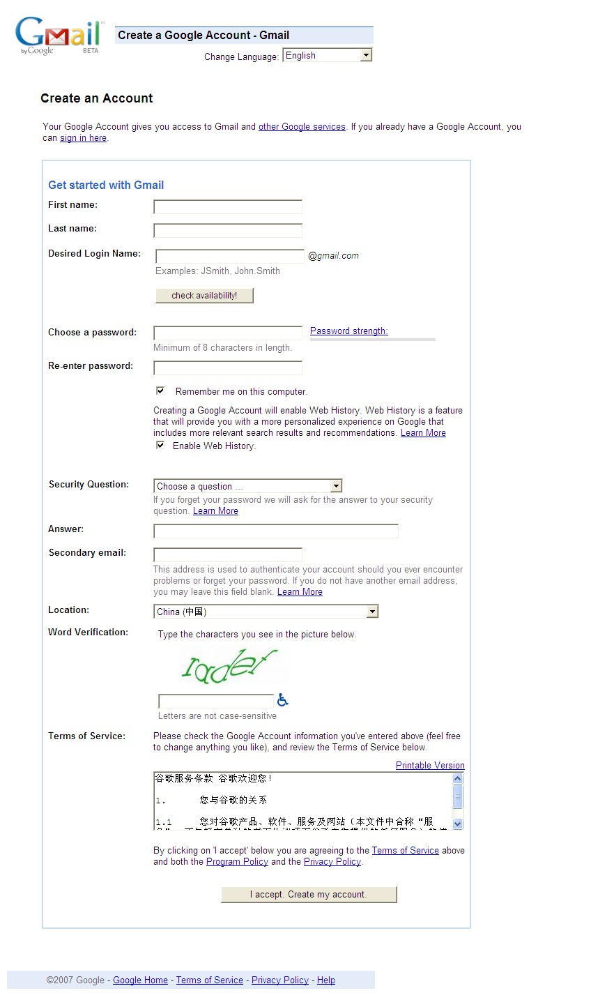 Gmail™
by Google™ BETA
Create a Google Account - Gmail
Change Language: English
Create an Account
Your Google Account gives you access to Gmail and other Google services. If you already have a Google Account, you
can sign in here.
Get started with Gmail
First name:
Last name:
Desired Login Name: @gmail.com
Examples: JSmith, John.Smith
check availability!
Choose a password: Password strength:
Minimum of 8 characters in length.
Re-enter password:
Remember me on this computer.
Creating a Google Account will enable Web History. Web History is a feature
that will provide you with a more personalized experience on Google that
includes more relevant search results and recommendations. Learn More
Enable Web History.
Security Question: Choose a question ...
If you forget your password we will ask for the answer to your security
question. Learn More
Answer:
Secondary email:
This address is used to authenticate your account should you ever encounter
problems or forget your password. If you do not have another email address,
you may leave this field blank. Learn More
Location: China (中国)
Word Verification: Type the characters you see in the picture below.
radef
Letters are not case-sensitive
Terms of Service: Please check the Google Account information you've entered above (feel free
to change anything you like), and review the Terms of Service below.
Printable Version
谷歌服务条款 谷歌欢迎您！
1. 您与谷歌的关系
1.1 您对谷歌产品、软件、服务及网站（本文件中合称“服
By clicking on 'I accept' below you are agreeing to the Terms of Service above
and both the Program Policy and the Privacy Policy.
I accept. Create my account.
©2007 Google - Google Home - Terms of Service - Privacy Policy - Help